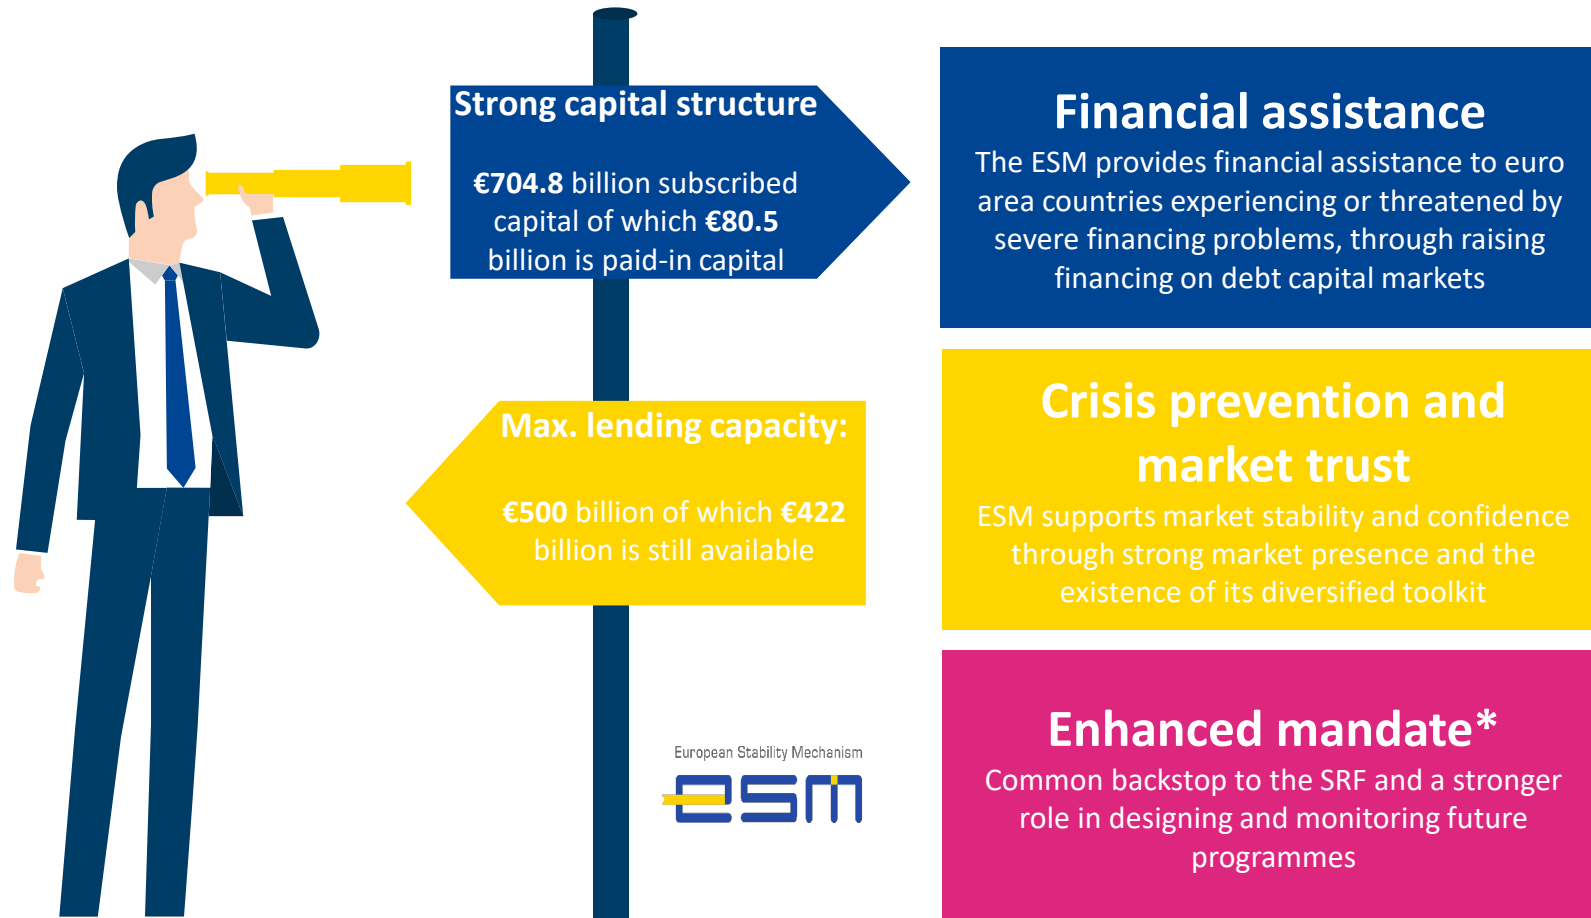 Strong capital structure
€704.8 billion subscribed
capital of which €80.5
billion is paid-in capital
Max. lending capacity:
€500 billion of which €422
billion is still available
European Stability Mechanism
esm
Financial assistance
The ESM provides financial assistance to euro
area countries experiencing or threatened by
severe financing problems, through raising
financing on debt capital markets
Crisis prevention and
market trust
ESM supports market stability and confidence
through strong market presence and the
existence of its diversified toolkit
Enhanced mandate*
Common backstop to the SRF and a stronger
role in designing and monitoring future
programmes